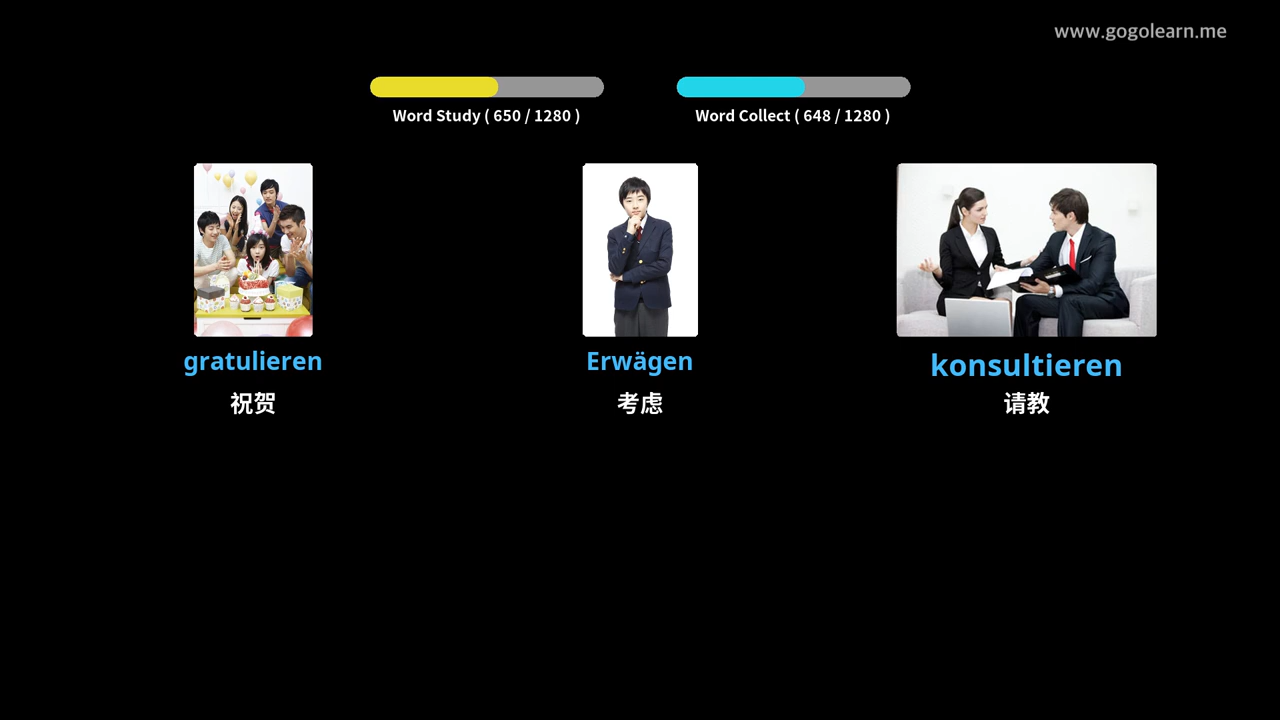 www.gogolearn.me
Word Study ( 650 / 1280 )
Word Collect ( 648 / 1280 )
gratulieren
祝贺
Erwägen
考虑
konsultieren
请教